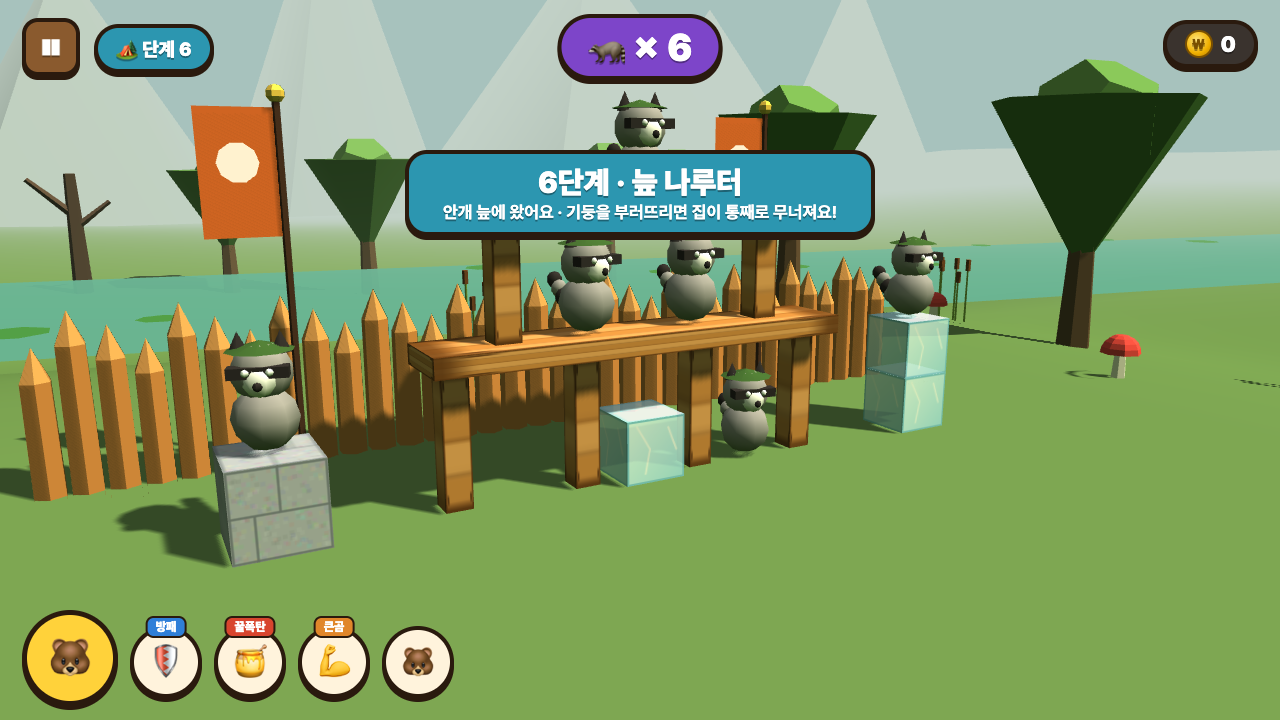 단계 6
× 6
0
6단계 · 늪 나루터
안개 늪에 왔어요 · 기둥을 부러뜨리면 집이 통째로 무너져요!
방패
꿀폭탄
큰곰